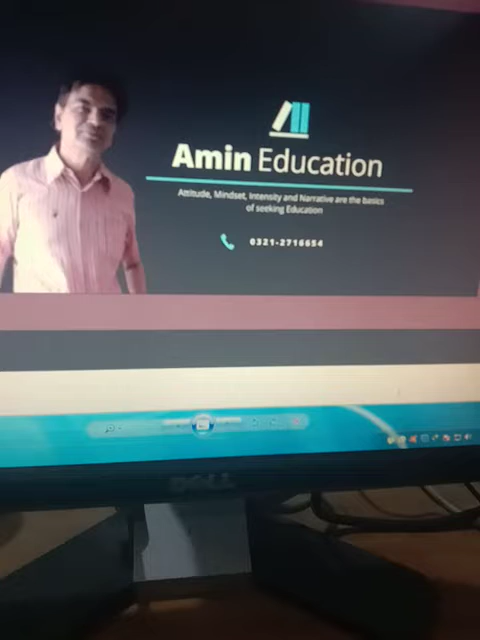 Amin Education
Attitude, Mindset, Intensity and Narrative are the basics
of seeking Education
0321-2716654
DELL